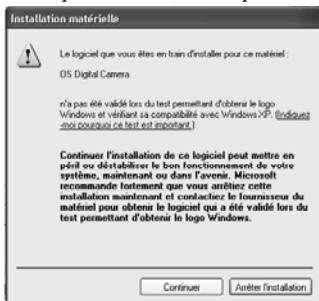 Installation matérielle
Le logiciel que vous êtes en train d'installer pour ce matériel :
DS Digital Camera
n'a pas été validé lors du test permettant d'obtenir le logo
Windows et vérifiant sa compatibilité avec Windows XP. (Indiquez
-moi pourquoi ce test est important.)
Continuer l'installation de ce logiciel peut mettre en
péril ou déstabiliser le bon fonctionnement de votre
système, maintenant ou dans l'avenir. Microsoft
recommande fortement que vous arrêtiez cette
installation maintenant et contactiez le fournisseur du
matériel pour obtenir le logiciel qui a été validé lors du
test permettant d'obtenir le logo Windows.
Continuer
Arrêter l'installation